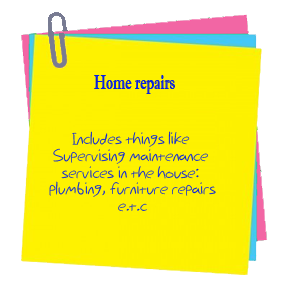 Home repairs
Includes things like
Supervising maintenance
services in the house:
plumbing, furniture repairs
e.t.c